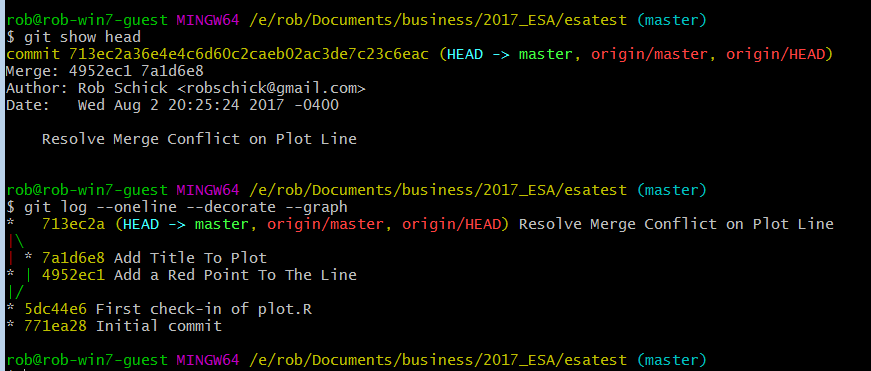 rob@rob-win7-guest MINGW64 /e/rob/Documents/business/2017_ESA/esatest (master)
$ git show head
commit 713ec2a36e4e4c6d60c2caeb02ac3de7c23c6eac (HEAD -> master, origin/master, origin/HEAD)
Merge: 4952ec1 7a1d6e8
Author: Rob Schick <robschick@gmail.com>
Date:   Wed Aug 2 20:25:24 2017 -0400

    Resolve Merge Conflict on Plot Line

rob@rob-win7-guest MINGW64 /e/rob/Documents/business/2017_ESA/esatest (master)
$ git log --oneline --decorate --graph
*   713ec2a (HEAD -> master, origin/master, origin/HEAD) Resolve Merge Conflict on Plot Line
|\
| * 7a1d6e8 Add Title To Plot
* | 4952ec1 Add a Red Point To The Line
|/
* 5dc44e6 First check-in of plot.R
* 771ea28 Initial commit

rob@rob-win7-guest MINGW64 /e/rob/Documents/business/2017_ESA/esatest (master)